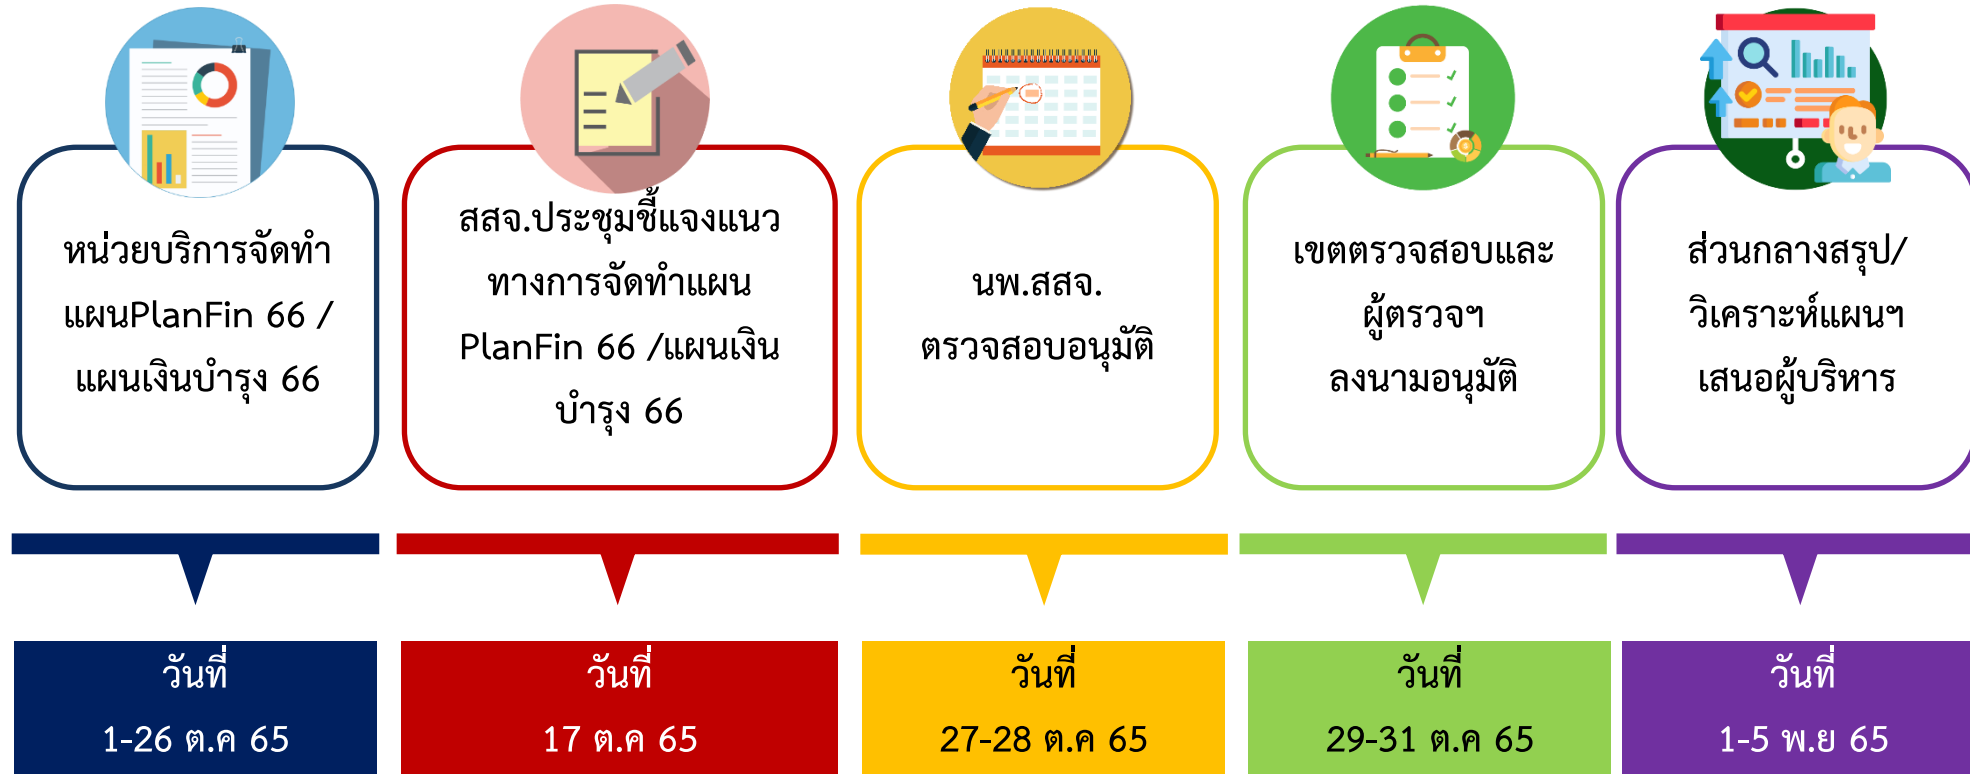 หน่วยบริการจัดทำ
แผนPlanFin 66 /
แผนเงินบำรุง 66
สสจ.ประชุมชี้แจงแนว
ทางการจัดทำแผน
PlanFin 66 /แผนเงิน
บำรุง 66
นพ.สสจ.
ตรวจสอบอนุมัติ
เขตตรวจสอบและ
ผู้ตรวจฯ
ลงนามอนุมัติ
ส่วนกลางสรุป/
วิเคราะห์แผนฯ
เสนอผู้บริหาร
วันที่
1-26 ต.ค 65
วันที่
17 ต.ค 65
วันที่
27-28 ต.ค 65
วันที่
29-31 ต.ค 65
วันที่
1-5 พ.ย 65